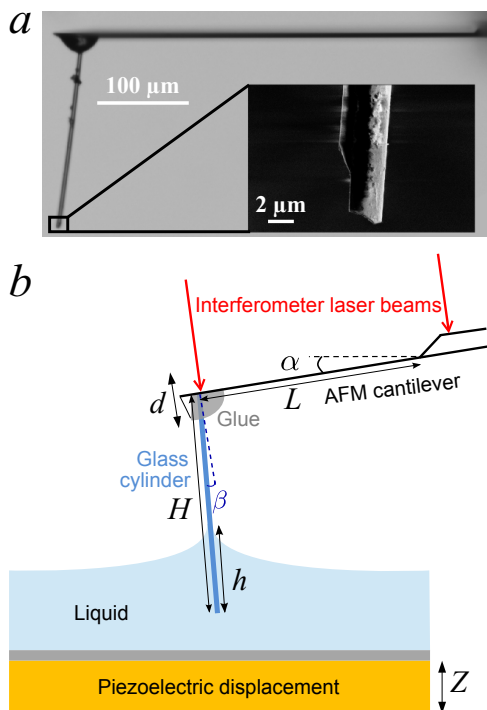 a
100 µm
2 µm
b
Interferometer laser beams
α
L
AFM cantilever
d
Glue
Glass
cylinder
β
H
h
Liquid
Z
Piezoelectric displacement